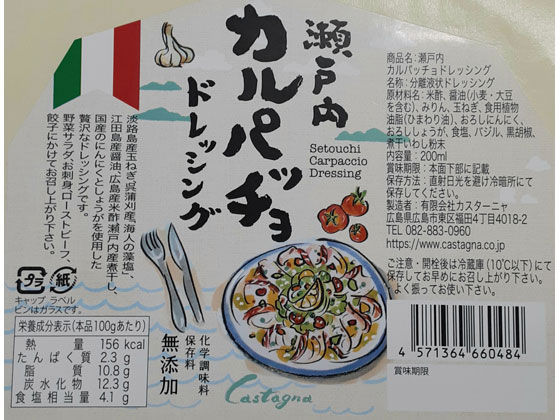 瀬戸内
カルパッチョ
ドレッシング
Setouchi
Carpaccio
Dressing
淡路島産玉ねぎ、呉蒲刈産、海人の藻塩、
江田島産醤油、広島産米酢、瀬戸内産煮干し、
国産のにんにくとしょうがを使用した
贅沢なドレッシングです。
野菜サラダ、お刺身、ローストビーフ、
餃子にかけてお召し上がり下さい。
プラ
紙
キャップ ラベル
ビンはガラスです。
栄養成分表示(本品100gあたり)
熱量 156 kcal
たんぱく質 2.3 g
脂質 10.8 g
炭水化物 12.3 g
食塩相当量 4.1 g
化学調味料
保存料
無添加
Castagna
商品名:瀬戸内
カルパッチョドレッシング
名称:分離液状ドレッシング
原材料名:米酢、醤油(小麦・大豆
を含む)、みりん、玉ねぎ、食用植物
油脂(ひまわり油)、おろしにんにく、
おろししょうが、食塩、バジル、黒胡椒、
煮干いわし粉末
内容量:200ml
賞味期限:本面下部に記載
保存方法:直射日光を避け冷暗所にて
保存してください。
製造者:有限会社カスターニャ
広島県広島市東区福田4丁目4018-2
TEL 082-883-0960
https://www.castagna.co.jp
ご注意・開栓後は冷蔵庫(10℃以下)にて
保存してお早めにお召し上がり下さい。
よく振ってお使い下さい。
4 571364 660484
賞味期限